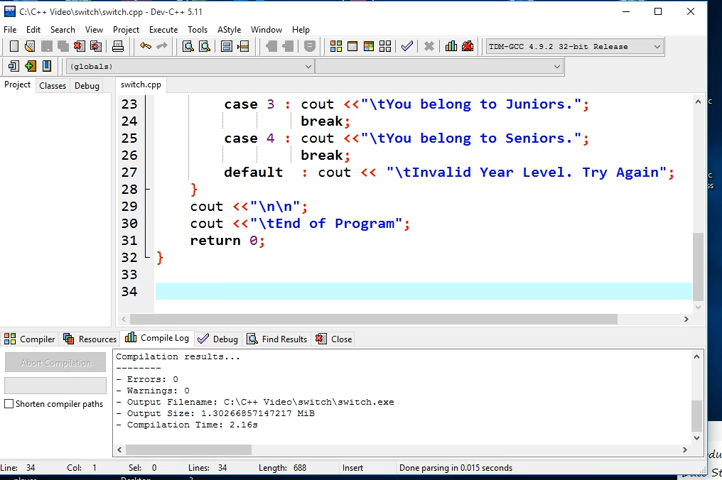 C:\C++ Video\switch\switch.cpp - Dev-C++ 5.11
File Edit Search View Project Execute Tools AStyle Window Help
TDM-GCC 4.9.2 32-bit Release
(globals)
Project Classes Debug switch.cpp
23 case 3 : cout <<"\tYou belong to Juniors.";
24 break;
25 case 4 : cout <<"\tYou belong to Seniors.";
26 break;
27 default : cout << "\tInvalid Year Level. Try Again";
28 }
29 cout <<"\n\n";
30 cout <<"\tEnd of Program";
31 return 0;
32 }
33
34
Compiler Resources Compile Log Debug Find Results Close
Abort Compilation
Shorten compiler paths
Compilation results...
--------
- Errors: 0
- Warnings: 0
- Output Filename: C:\C++ Video\switch\switch.exe
- Output Size: 1.30266857147217 MiB
- Compilation Time: 2.16s
Line: 34 Col: 1 Sel: 0 Lines: 34 Length: 688 Insert Done parsing in 0.015 seconds